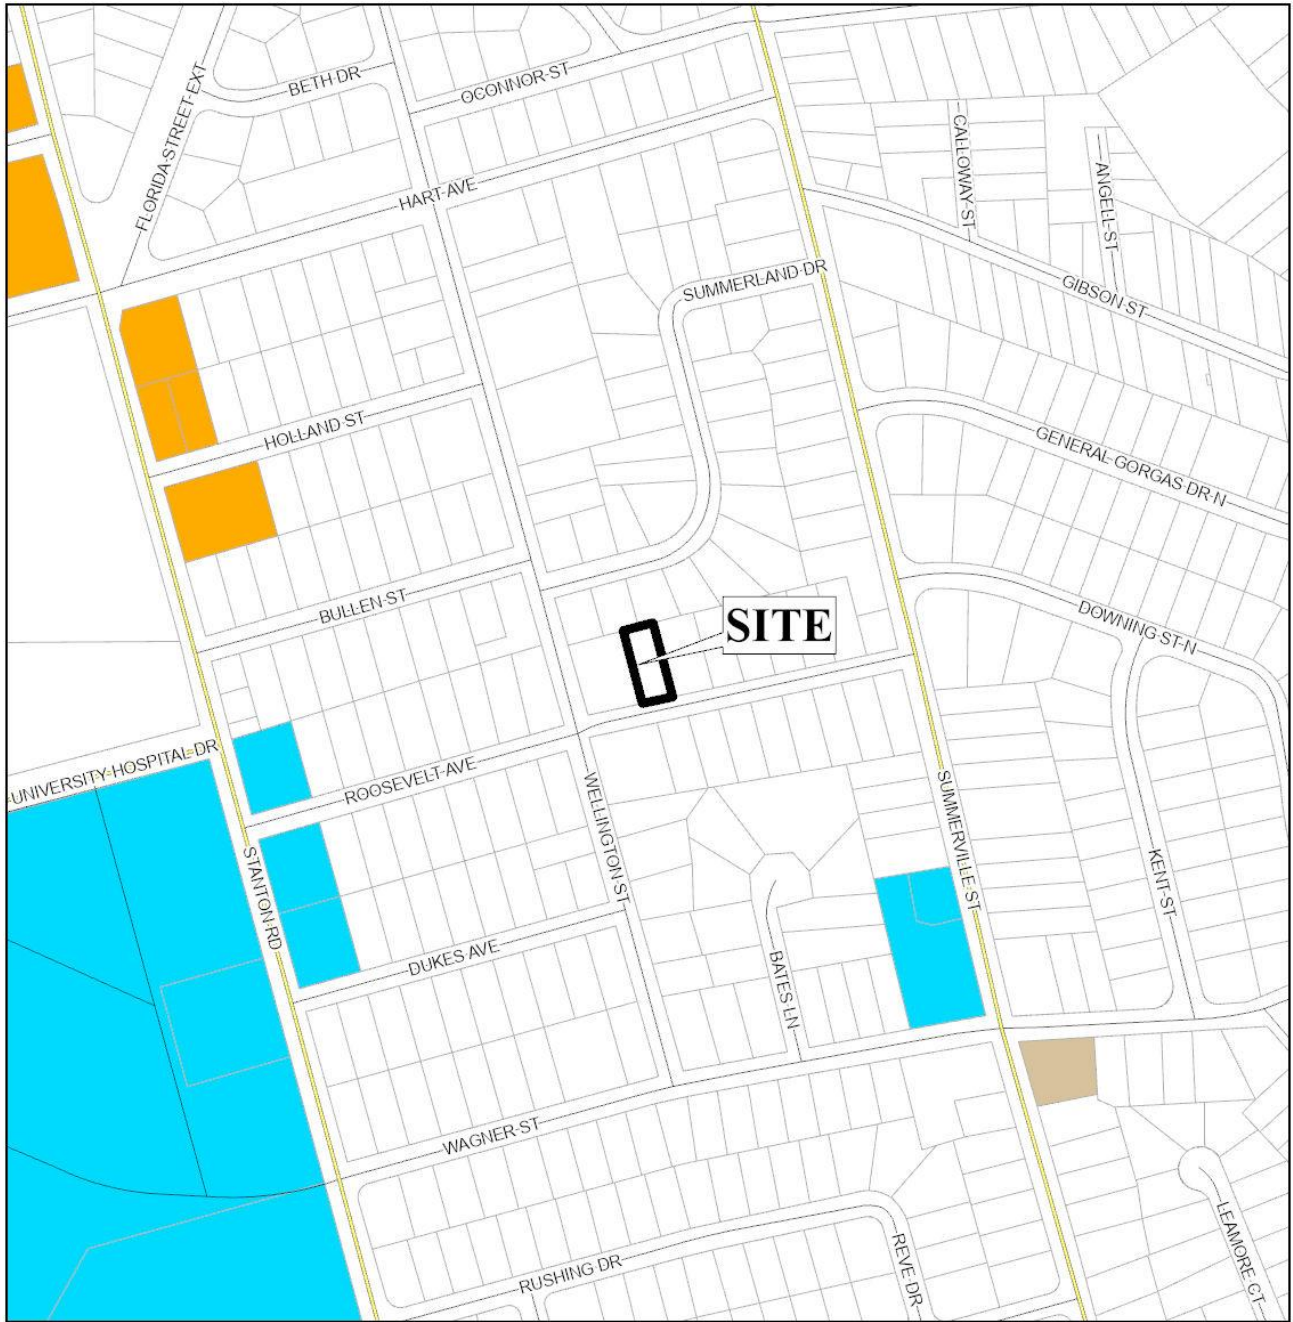 BETH DR
OCONNOR ST
FLORIDA STREET EXT
CALLOWAY ST
ANGELL ST
HART AVE
SUMMERLAND DR
GIBSON ST
HOLLAND ST
GENERAL GORGAS DR N
BULLEN ST
SITE
DOWNING ST N
UNIVERSITY HOSPITAL DR
ROOSEVELT AVE
WELLINGTON ST
SUMMERVILLE ST
STANTON RD
KENT ST
DUKES AVE
BATES LN
WAGNER ST
LEAMORE CT
REVE DR
RUSHING DR